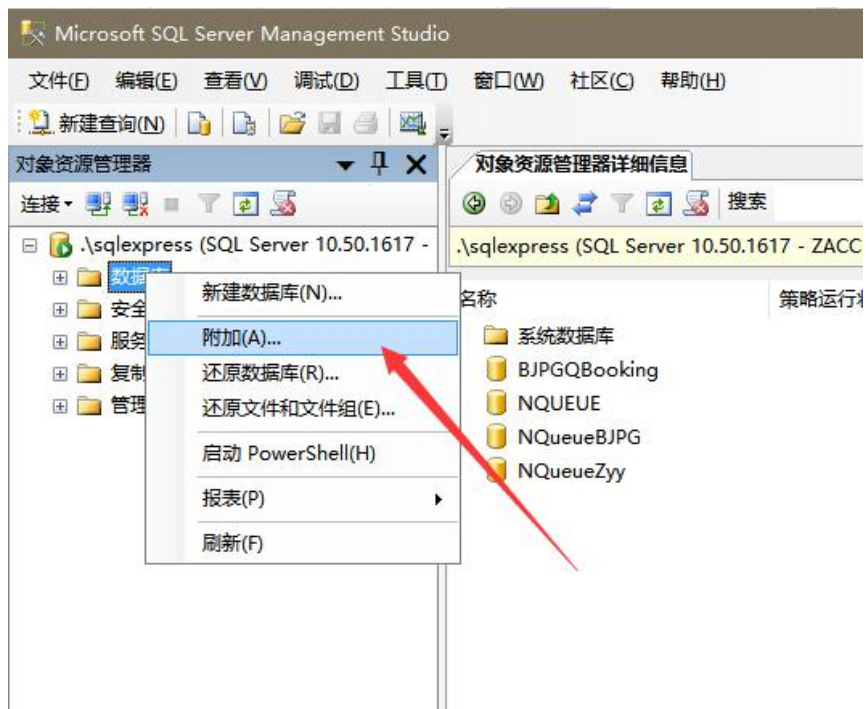 Microsoft SQL Server Management Studio
文件(F) 编辑(E) 查看(V) 调试(D) 工具(T) 窗口(W) 社区(C) 帮助(H)
新建查询(N)
对象资源管理器
连接
.\sqlexpress (SQL Server 10.50.1617 -
数据库
安全
服务
复制
管理
新建数据库(N)...
附加(A)...
还原数据库(R)...
还原文件和文件组(E)...
启动 PowerShell(H)
报表(P)
刷新(F)
对象资源管理器详细信息
搜索
.\sqlexpress (SQL Server 10.50.1617 - ZACC
名称 策略运行
系统数据库
BJPGQBooking
NQUEUE
NQueueBJPG
NQueueZyy